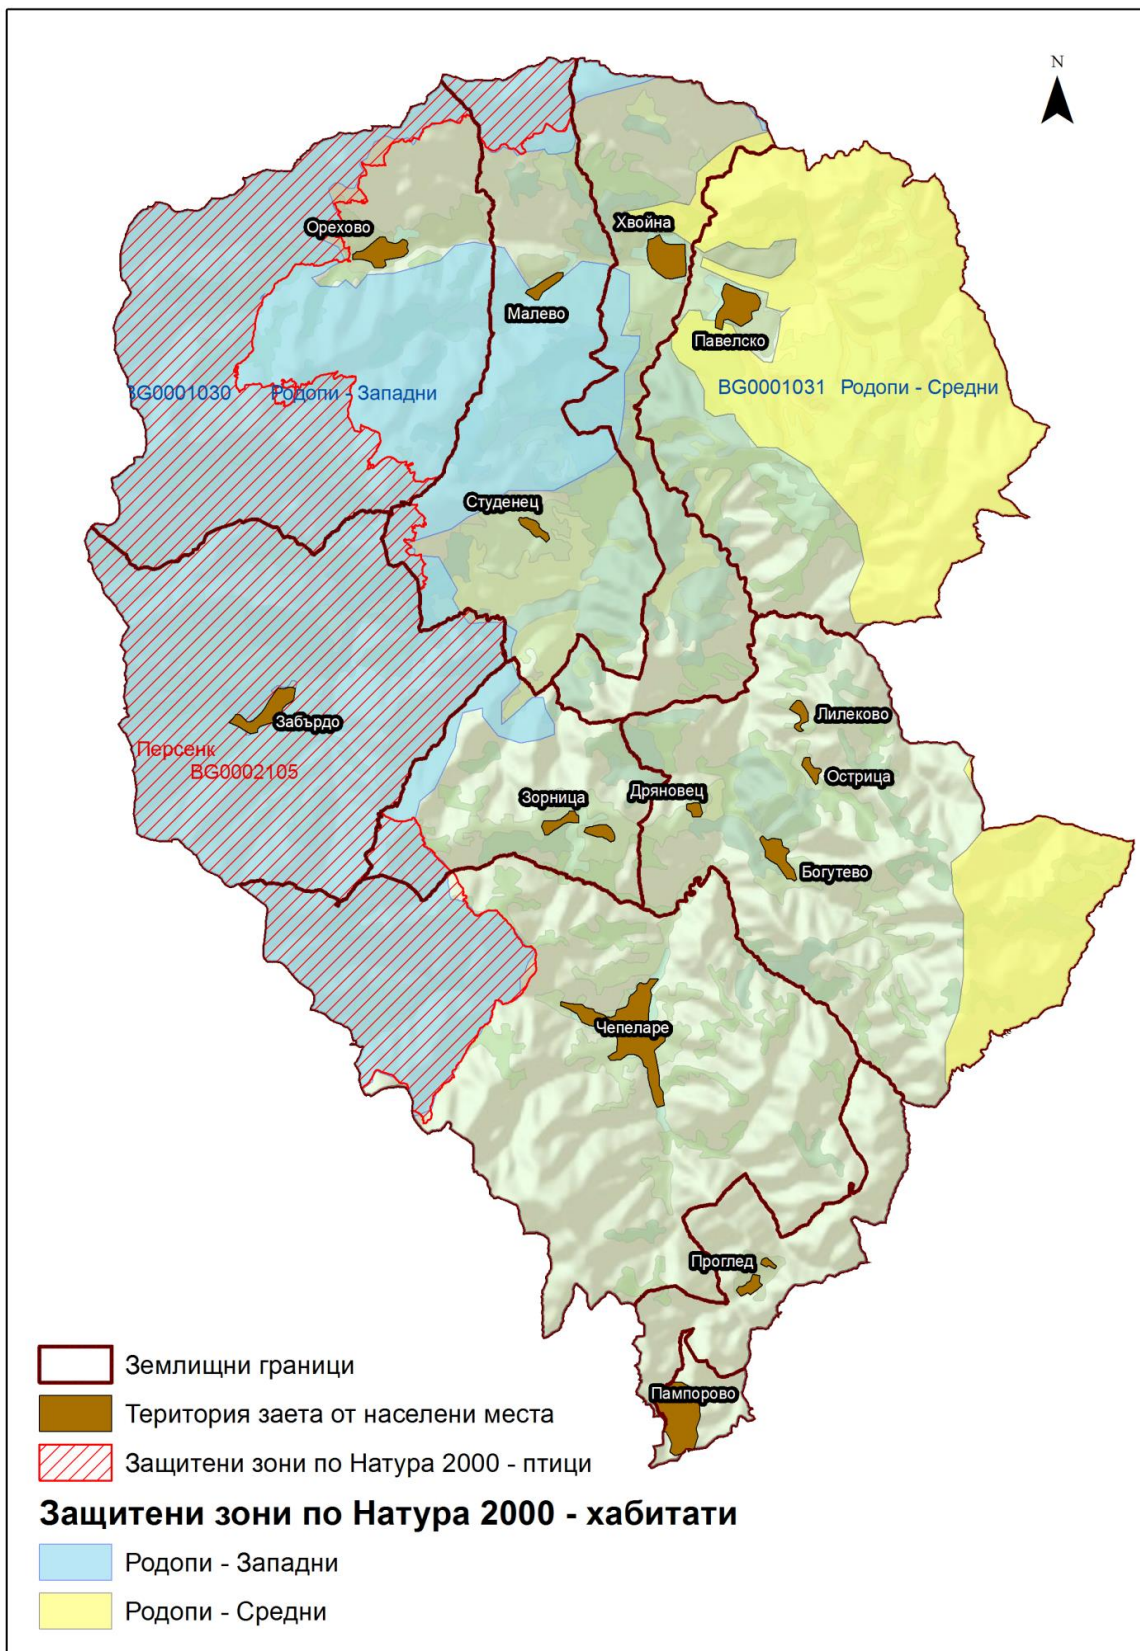 N
Орехово
Хвойна
Малево
Павелско
BG0001030 Родопи - Западни
BG0001031 Родопи - Средни
Студенец
Забърдо
Лилеково
Персенк
BG0002105
Острица
Зорница
Дряновец
Богутево
Чепеларе
Проглед
Пампорово
Землищни граници
Територия заета от населени места
Защитени зони по Натура 2000 - птици
Защитени зони по Натура 2000 - хабитати
Родопи - Западни
Родопи - Средни